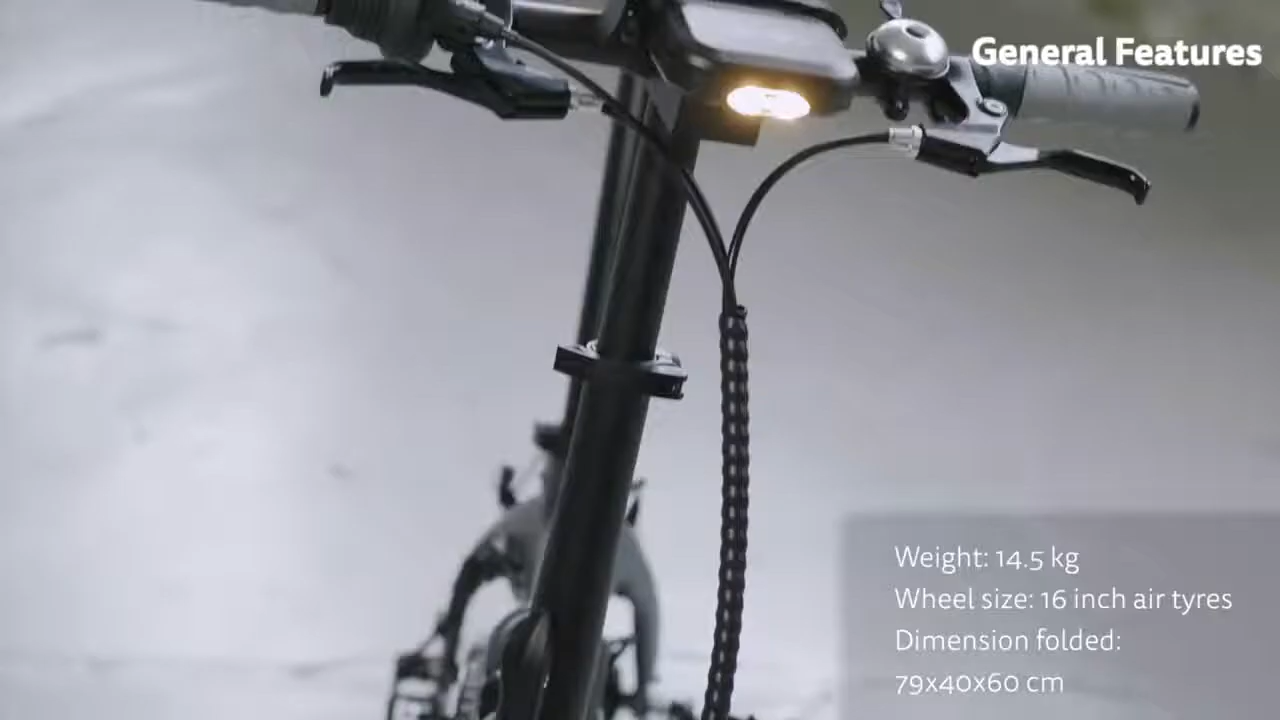 General Features
Weight: 14.5 kg
Wheel size: 16 inch air tyres
Dimension folded:
79x40x60 cm